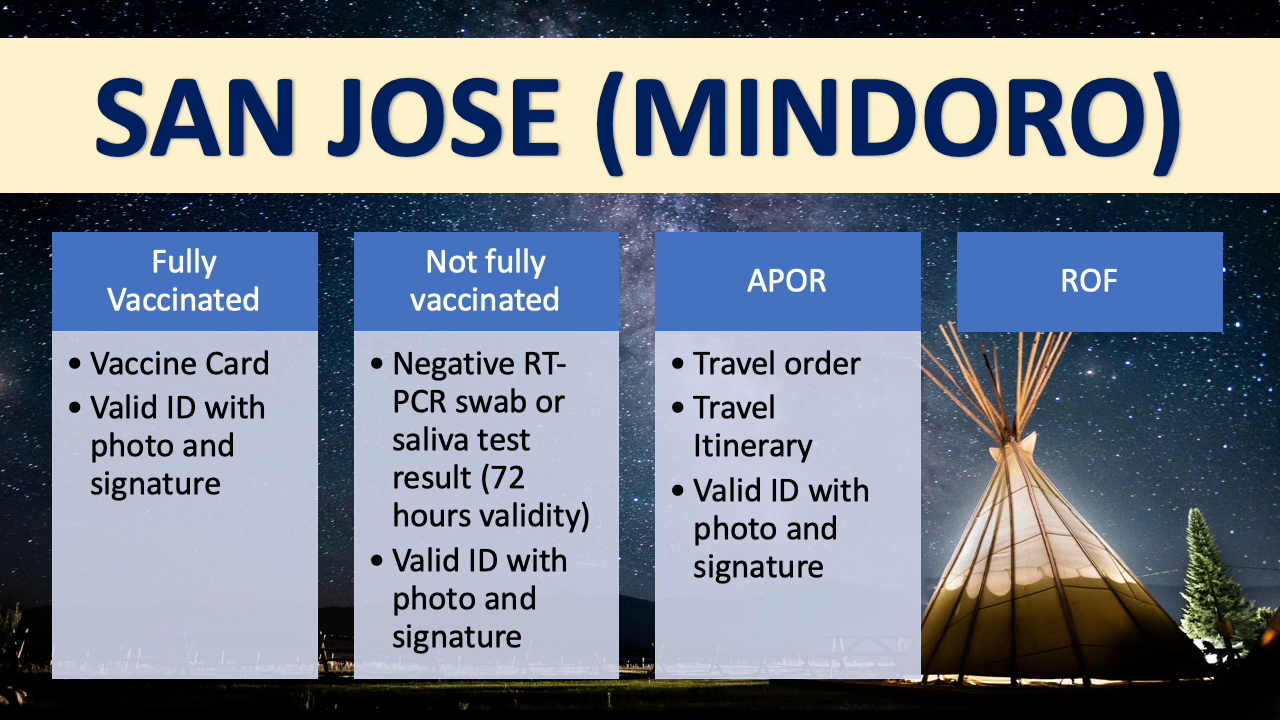 SAN JOSE (MINDORO)
Fully
Vaccinated
• Vaccine Card
• Valid ID with
photo and
signature
Not fully
vaccinated
• Negative RT-
PCR swab or
saliva test
result (72
hours validity)
• Valid ID with
photo and
signature
APOR
• Travel order
• Travel
Itinerary
• Valid ID with
photo and
signature
ROF